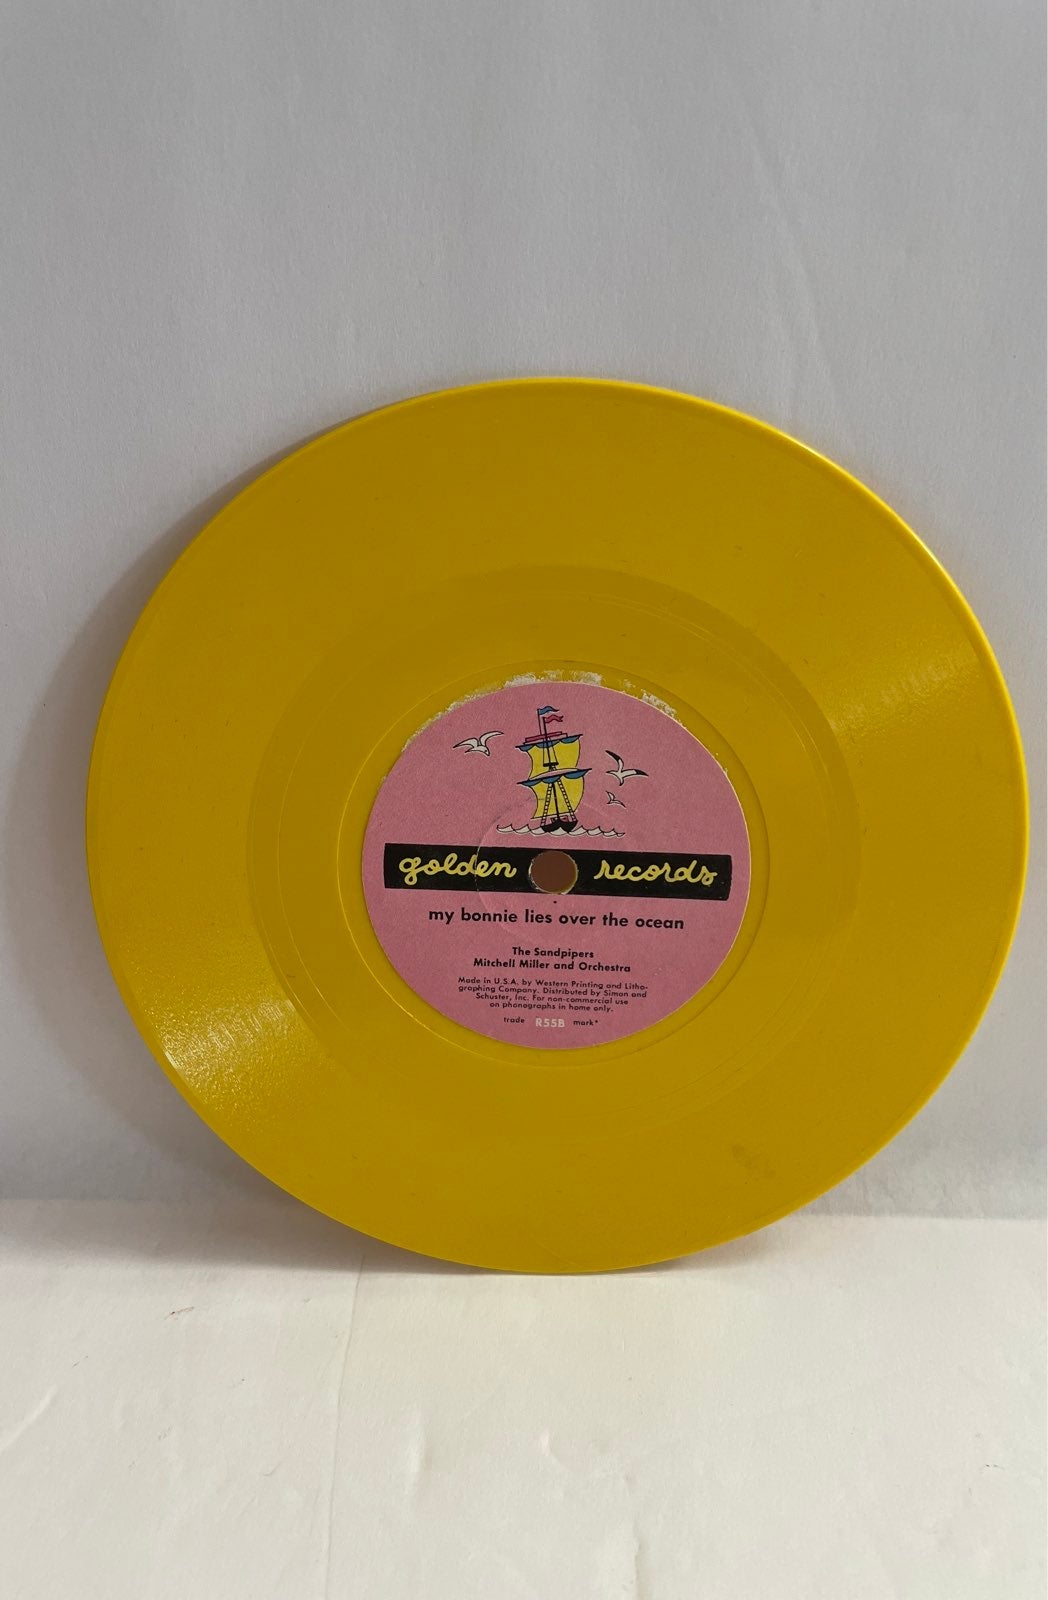 golden records
my bonnie lies over the ocean
The Sandpipers
Mitchell Miller and Orchestra
Made in U.S.A. by Western Printing and Litho-
graphing Company. Distributed by Simon and
Schuster, Inc. For non-commercial use
on phonographs in home only.
trade R55B mark*